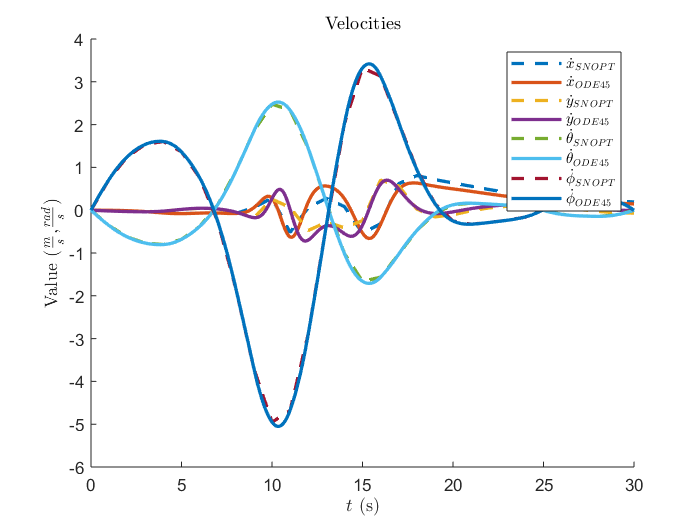 Velocities
4
3
2
1
0
-1
-2
-3
-4
-5
-6
Value (m/s, rad/s)
0 5 10 15 20 25 30
t (s)
ẋ_SNOPT
ẋ_ODE45
ẏ_SNOPT
ẏ_ODE45
θ̇_SNOPT
θ̇_ODE45
ϕ̇_SNOPT
ϕ̇_ODE45